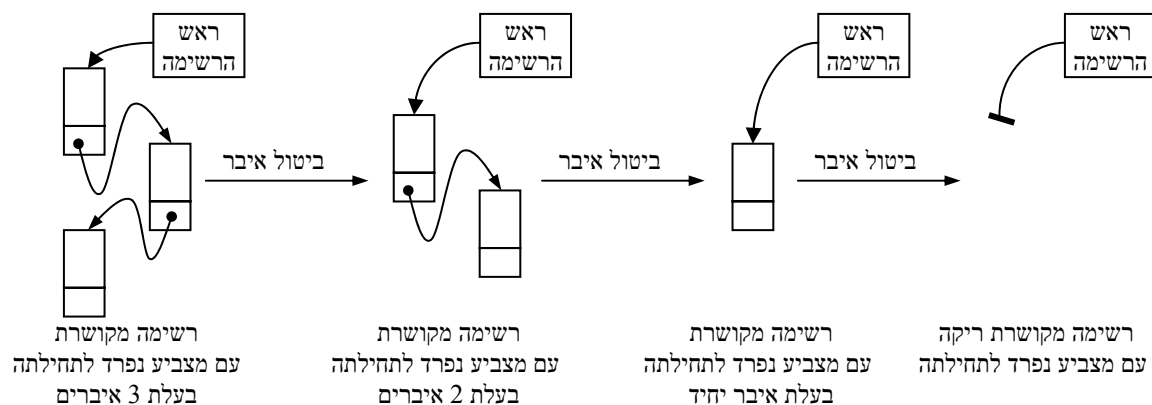 ראש
הרשימה
ראש
הרשימה
ראש
הרשימה
ראש
הרשימה
ביטול איבר
ביטול איבר
ביטול איבר
רשימה מקושרת
עם מצביע נפרד לתחילתה
בעלת 3 איברים
רשימה מקושרת
עם מצביע נפרד לתחילתה
בעלת 2 איברים
רשימה מקושרת
עם מצביע נפרד לתחילתה
בעלת איבר יחיד
רשימה מקושרת ריקה
עם מצביע נפרד לתחילתה